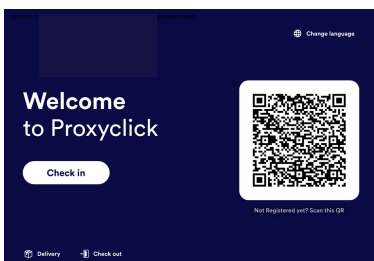 Change language
Welcome
to Proxyclick
Check in
Not Registered yet? Scan this QR
Delivery
Check out